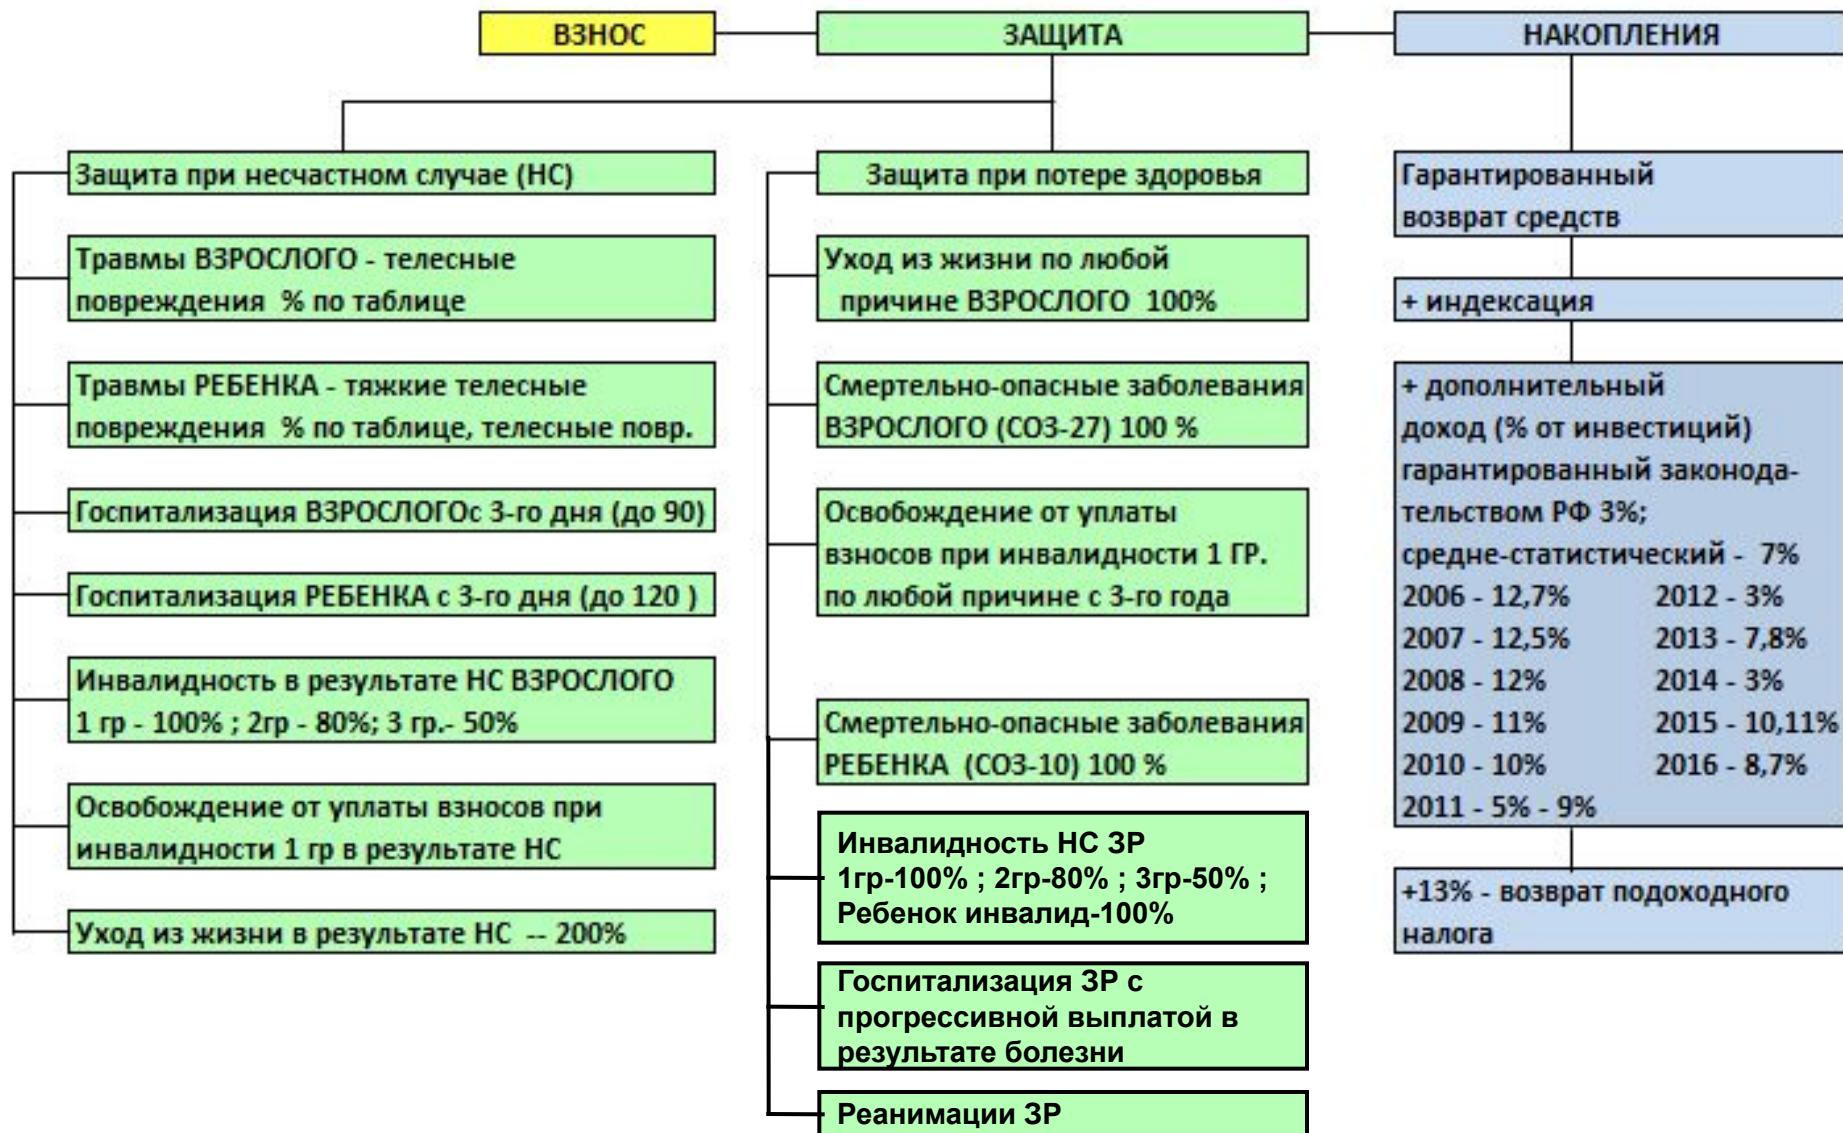 ВЗНОС
ЗАЩИТА
НАКОПЛЕНИЯ
Защита при несчастном случае (НС)
Травмы ВЗРОСЛОГО - телесные
повреждения % по таблице
Травмы РЕБЕНКА - тяжкие телесные
повреждения % по таблице, телесные повр.
Госпитализация ВЗРОСЛОГОс 3-го дня (до 90)
Госпитализация РЕБЕНКА с 3-го дня (до 120 )
Инвалидность в результате НС ВЗРОСЛОГО
1 гр - 100% ; 2гр - 80%; 3 гр.- 50%
Освобождение от уплаты взносов при
инвалидности 1 гр в результате НС
Уход из жизни в результате НС -- 200%
Защита при потере здоровья
Уход из жизни по любой
причине ВЗРОСЛОГО 100%
Смертельно-опасные заболевания
ВЗРОСЛОГО (СОЗ-27) 100 %
Освобождение от уплаты
взносов при инвалидности 1 ГР.
по любой причине с 3-го года
Смертельно-опасные заболевания
РЕБЕНКА (СОЗ-10) 100 %
Инвалидность НС ЗР
1гр-100% ; 2гр-80% ; 3гр-50% ;
Ребенок инвалид-100%
Госпитализация ЗР с
прогрессивной выплатой в
результате болезни
Реанимации ЗР
Гарантированный
возврат средств
+ индексация
+ дополнительный
доход (% от инвестиций)
гарантированный законода-
тельством РФ 3%;
средне-статистический - 7%
2006 - 12,7% 2012 - 3%
2007 - 12,5% 2013 - 7,8%
2008 - 12% 2014 - 3%
2009 - 11% 2015 - 10,11%
2010 - 10% 2016 - 8,7%
2011 - 5% - 9%
+13% - возврат подоходного
налога